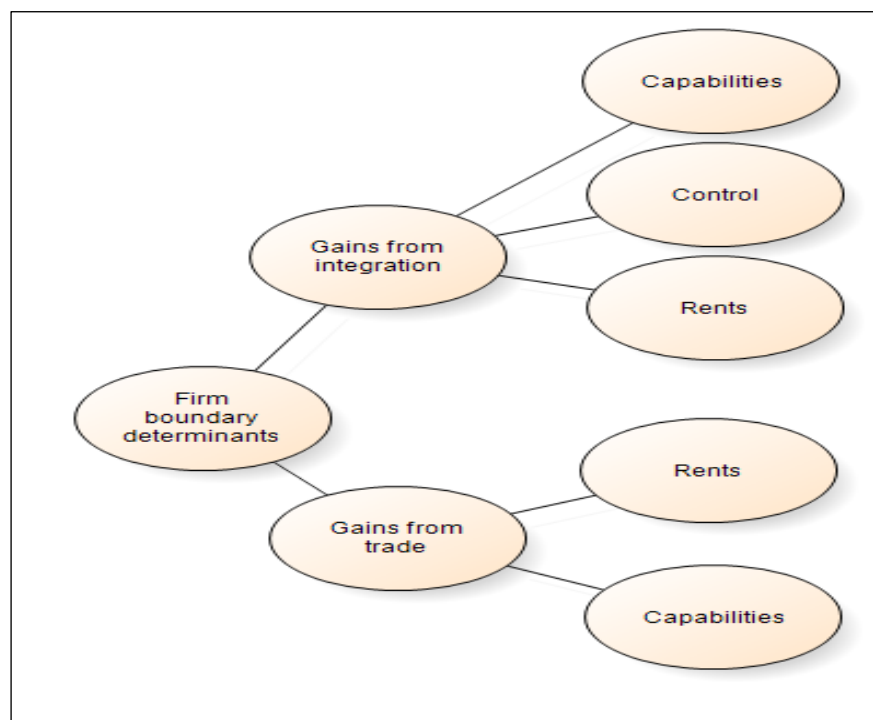 Capabilities
Control
Gains from
integration
Rents
Firm
boundary
determinants
Rents
Gains from
trade
Capabilities